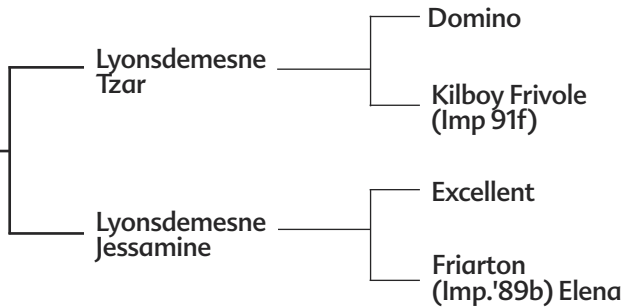 Domino
Lyonsdemesne
Tzar
Kilboy Frivole
(Imp 91f)
Excellent
Lyonsdemesne
Jessamine
Friarton
(Imp.'89b) Elena